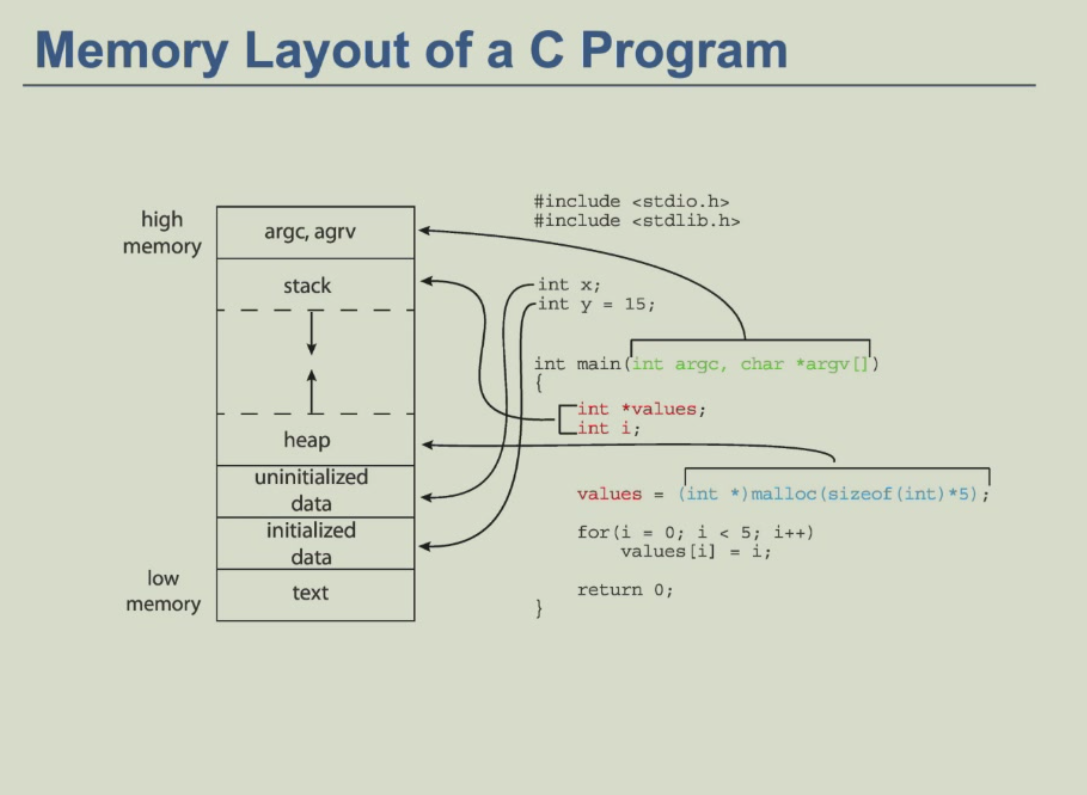 Memory Layout of a C Program
high
memory
argc, agrv
stack
heap
uninitialized
data
initialized
data
low
memory
text
#include <stdio.h>
#include <stdlib.h>
int x;
int y = 15;
int main(int argc, char *argv[])
{
int *values;
int i;
values = (int *)malloc(sizeof(int)*5);
for(i = 0; i < 5; i++)
values[i] = i;
return 0;
}